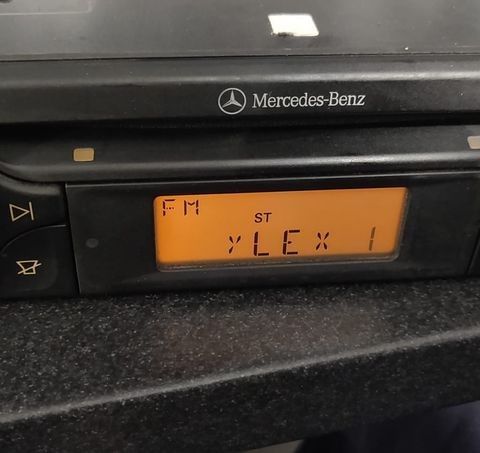 Mercedes-Benz
FM
ST
YLEX 1